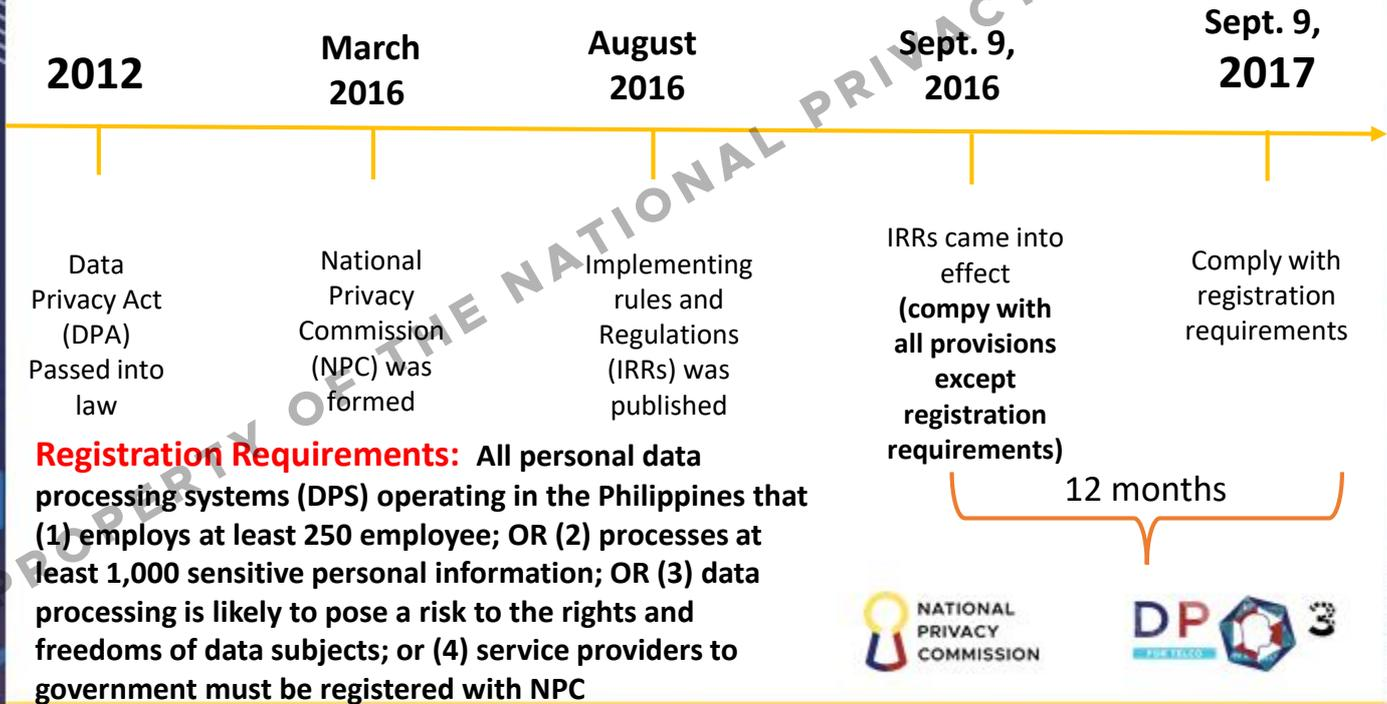 2012
March
2016
August
2016
Sept. 9,
2016
Sept. 9,
2017
Data
Privacy Act
(DPA)
Passed into
law
National
Privacy
Commission
(NPC) was
formed
Implementing
rules and
Regulations
(IRRs) was
published
IRRs came into
effect
(compy with
all provisions
except
registration
requirements)
Comply with
registration
requirements
12 months
Registration Requirements: All personal data
processing systems (DPS) operating in the Philippines that
(1) employs at least 250 employee; OR (2) processes at
least 1,000 sensitive personal information; OR (3) data
processing is likely to pose a risk to the rights and
freedoms of data subjects; or (4) service providers to
government must be registered with NPC
NATIONAL
PRIVACY
COMMISSION
DP 3
FOR TELCO
PROPERTY OF THE NATIONAL PRIVAC